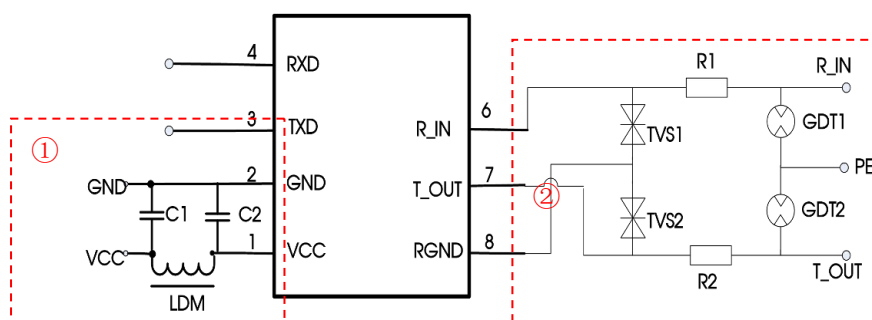 4
RXD
3
TXD
①
GND
2
GND
C1
C2
VCC
1
VCC
LDM
R_IN
6
T_OUT
7
RGND
8
②
R1
R_IN
TVS1
GDT1
PE
TVS2
GDT2
R2
T_OUT